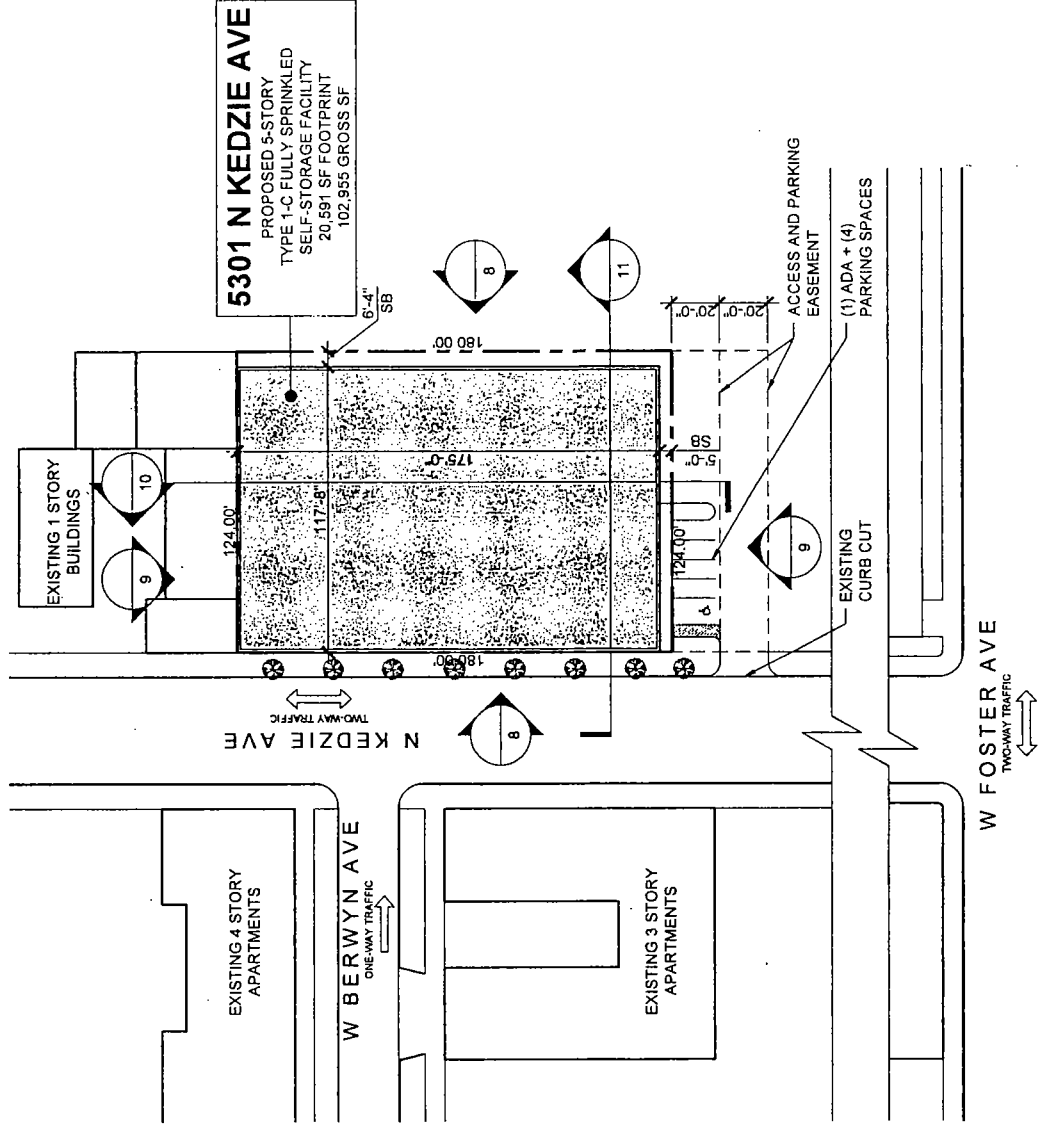 5301 N KEDZIE AVE
PROPOSED 5-STORY
TYPE 1-C FULLY SPRINKLED
SELF-STORAGE FACILITY
20,591 SF FOOTPRINT
102,955 GROSS SF
EXISTING 1 STORY
BUILDINGS
10
9
8
11
6'-4"
SB
180.00'
124.00'
117'-8"
175'-0"
5'-0"
SB
20'-0"
20'-0"
124.00'
180.00'
ACCESS AND PARKING
EASEMENT
(1) ADA + (4)
PARKING SPACES
9
EXISTING
CURB CUT
N KEDZIE AVE
TWO-WAY TRAFFIC
8
W BERWYN AVE
ONE-WAY TRAFFIC
EXISTING 4 STORY
APARTMENTS
EXISTING 3 STORY
APARTMENTS
W FOSTER AVE
TWO-WAY TRAFFIC